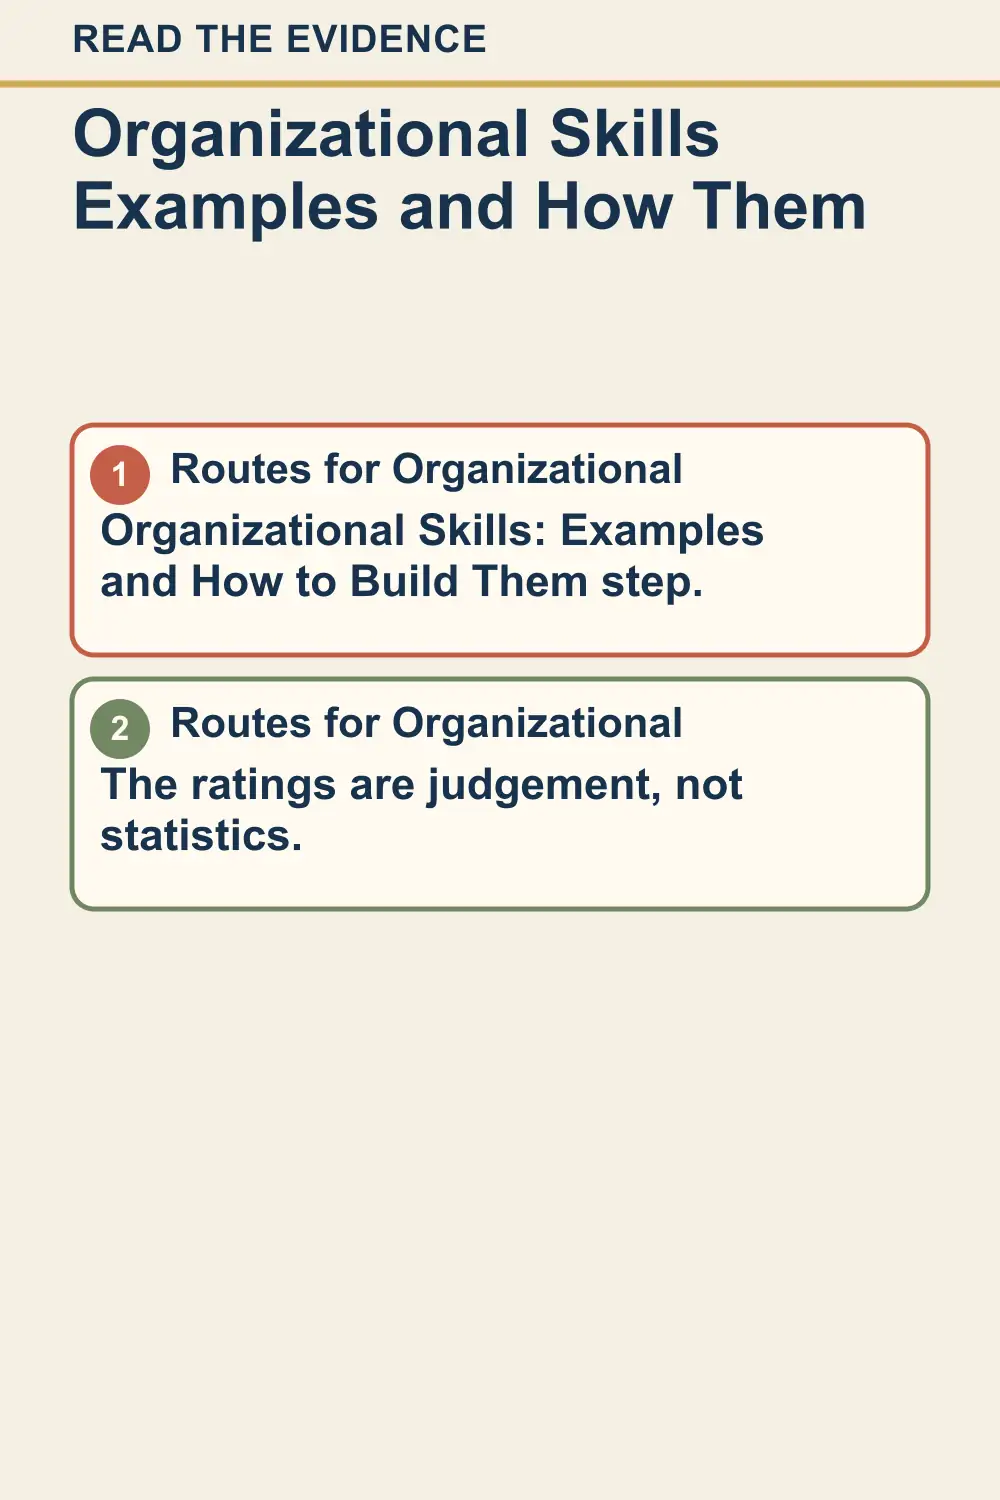 READ THE EVIDENCE
Organizational Skills
Examples and How Them
1 Routes for Organizational
Organizational Skills: Examples
and How to Build Them step.
2 Routes for Organizational
The ratings are judgement, not
statistics.